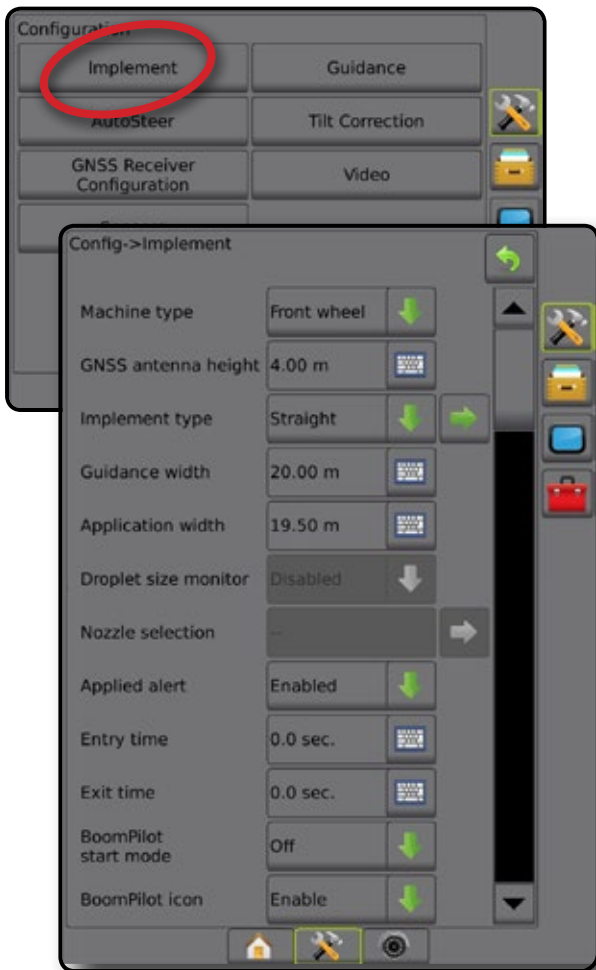 Configuration
Implement
Guidance
AutoSteer
Tilt Correction
GNSS Receiver
Configuration
Video
Config->Implement
Machine type
Front wheel
GNSS antenna height
4.00 m
Implement type
Straight
Guidance width
20.00 m
Application width
19.50 m
Droplet size monitor
Disabled
Nozzle selection
--
Applied alert
Enabled
Entry time
0.0 sec.
Exit time
0.0 sec.
BoomPilot
start mode
Off
BoomPilot icon
Enable